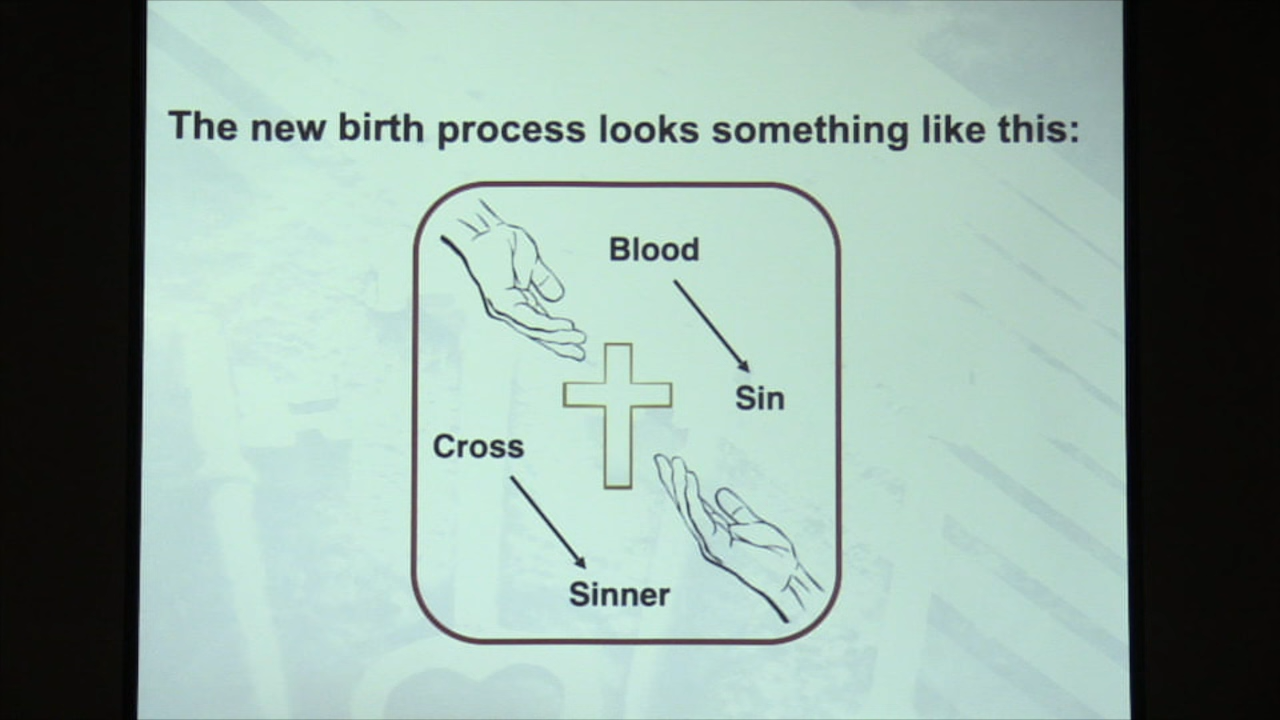 The new birth process looks something like this:
Blood
Sin
Cross
Sinner